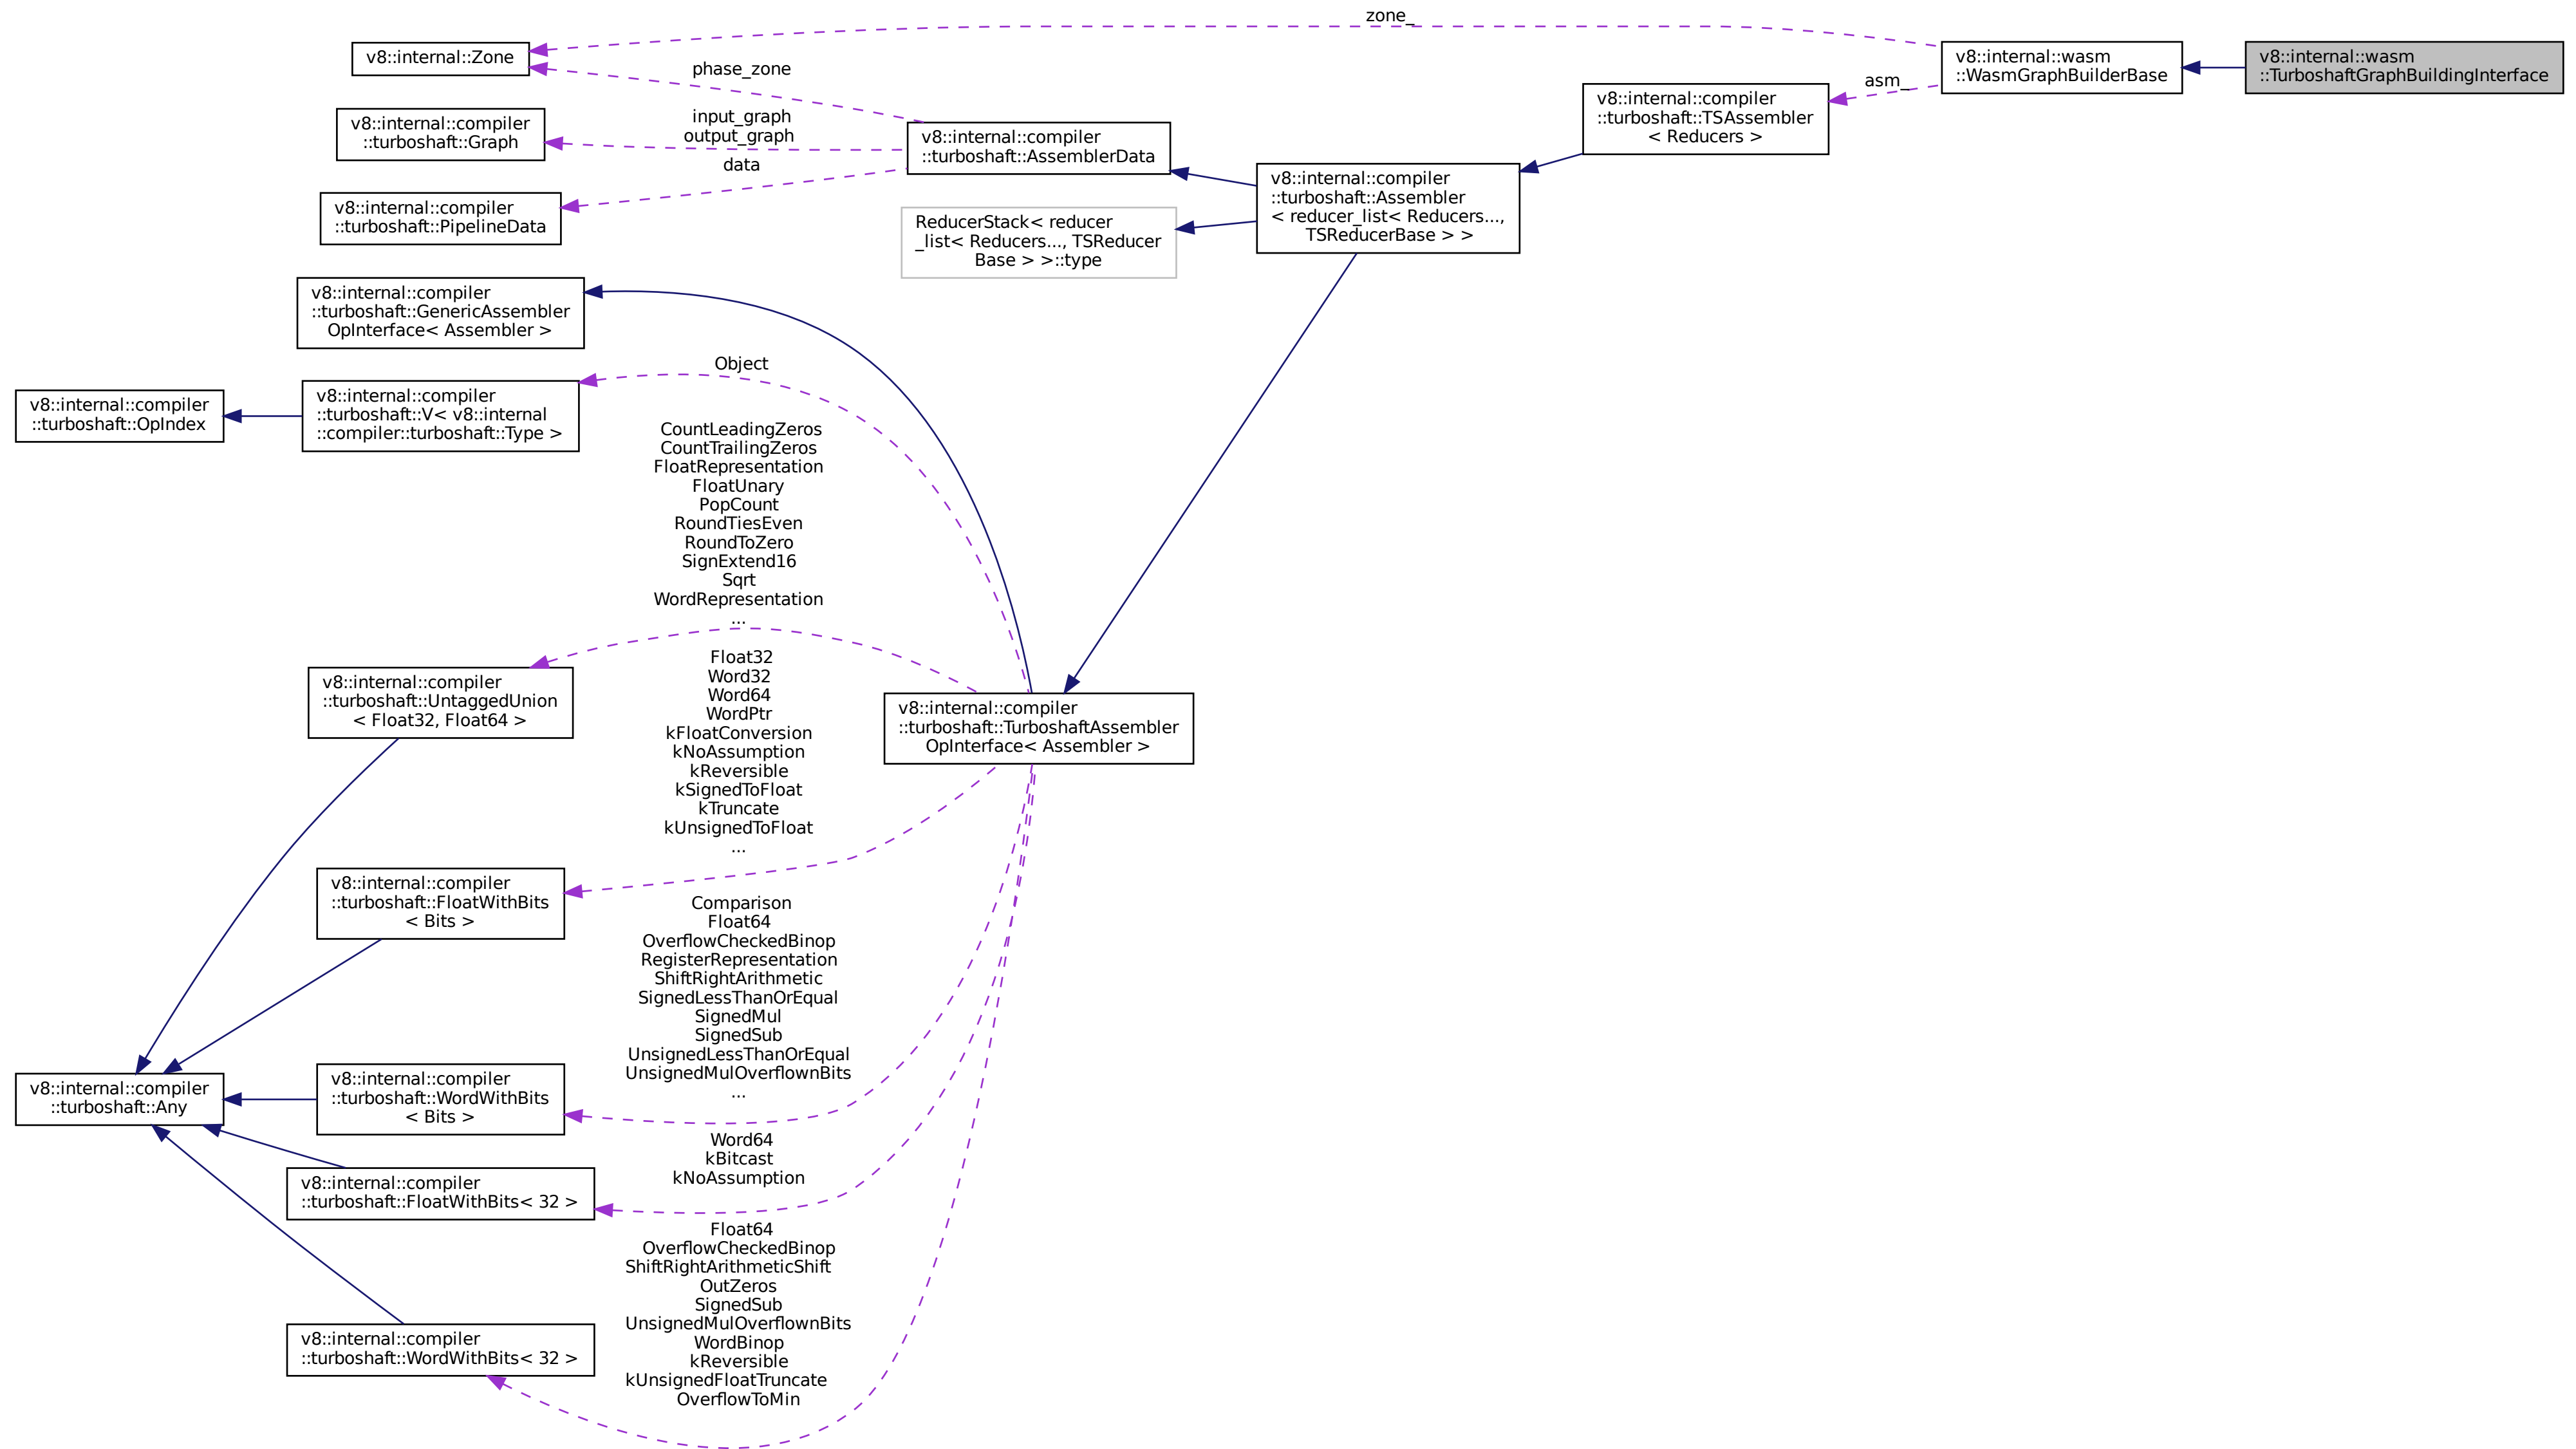 zone_
v8::internal::Zone
v8::internal::wasm
::WasmGraphBuilderBase
v8::internal::wasm
::TurboshaftGraphBuildingInterface
phase_zone
asm_
v8::internal::compiler
::turboshaft::TSAssembler
< Reducers >
v8::internal::compiler
::turboshaft::Graph
input_graph
output_graph
v8::internal::compiler
::turboshaft::AssemblerData
data
v8::internal::compiler
::turboshaft::Assembler
< reducer_list< Reducers...,
TSReducerBase > >
v8::internal::compiler
::turboshaft::PipelineData
ReducerStack< reducer
_list< Reducers..., TSReducer
Base > >::type
v8::internal::compiler
::turboshaft::GenericAssembler
OpInterface< Assembler >
Object
v8::internal::compiler
::turboshaft::OpIndex
v8::internal::compiler
::turboshaft::V< v8::internal
::compiler::turboshaft::Type >
CountLeadingZeros
CountTrailingZeros
FloatRepresentation
FloatUnary
PopCount
RoundTiesEven
RoundToZero
SignExtend16
Sqrt
WordRepresentation
...
v8::internal::compiler
::turboshaft::UntaggedUnion
< Float32, Float64 >
Float32
Word32
Word64
WordPtr
kFloatConversion
kNoAssumption
kReversible
kSignedToFloat
kTruncate
kUnsignedToFloat
...
v8::internal::compiler
::turboshaft::TurboshaftAssembler
OpInterface< Assembler >
v8::internal::compiler
::turboshaft::FloatWithBits
< Bits >
Comparison
Float64
OverflowCheckedBinop
RegisterRepresentation
ShiftRightArithmetic
SignedLessThanOrEqual
SignedMul
SignedSub
UnsignedLessThanOrEqual
UnsignedMulOverflownBits
...
v8::internal::compiler
::turboshaft::Any
v8::internal::compiler
::turboshaft::WordWithBits
< Bits >
Word64
kBitcast
kNoAssumption
v8::internal::compiler
::turboshaft::FloatWithBits< 32 >
Float64
OverflowCheckedBinop
ShiftRightArithmeticShift
OutZeros
SignedSub
UnsignedMulOverflownBits
WordBinop
kReversible
kUnsignedFloatTruncate
OverflowToMin
v8::internal::compiler
::turboshaft::WordWithBits< 32 >